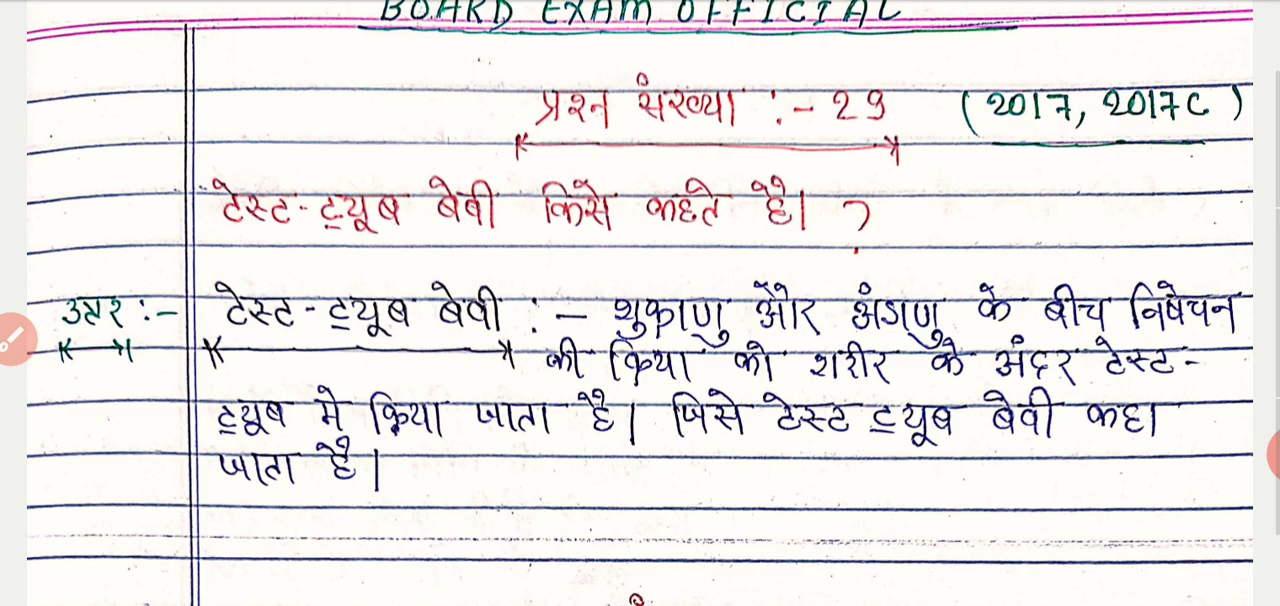 BOARD EXAM OFFICIAL
प्रश्न संख्या :- 29 (2017, 2017C)
टेस्ट-ट्यूब बेबी किसे कहते है। ?
उत्तर :- टेस्ट-ट्यूब बेबी :- शुक्राणु और अंडाणु के बीच निषेचन
की क्रिया को शरीर के अंदर टेस्ट-
ट्यूब मे किया जाता है। जिसे टेस्ट ट्यूब बेबी कहा
जाता है।